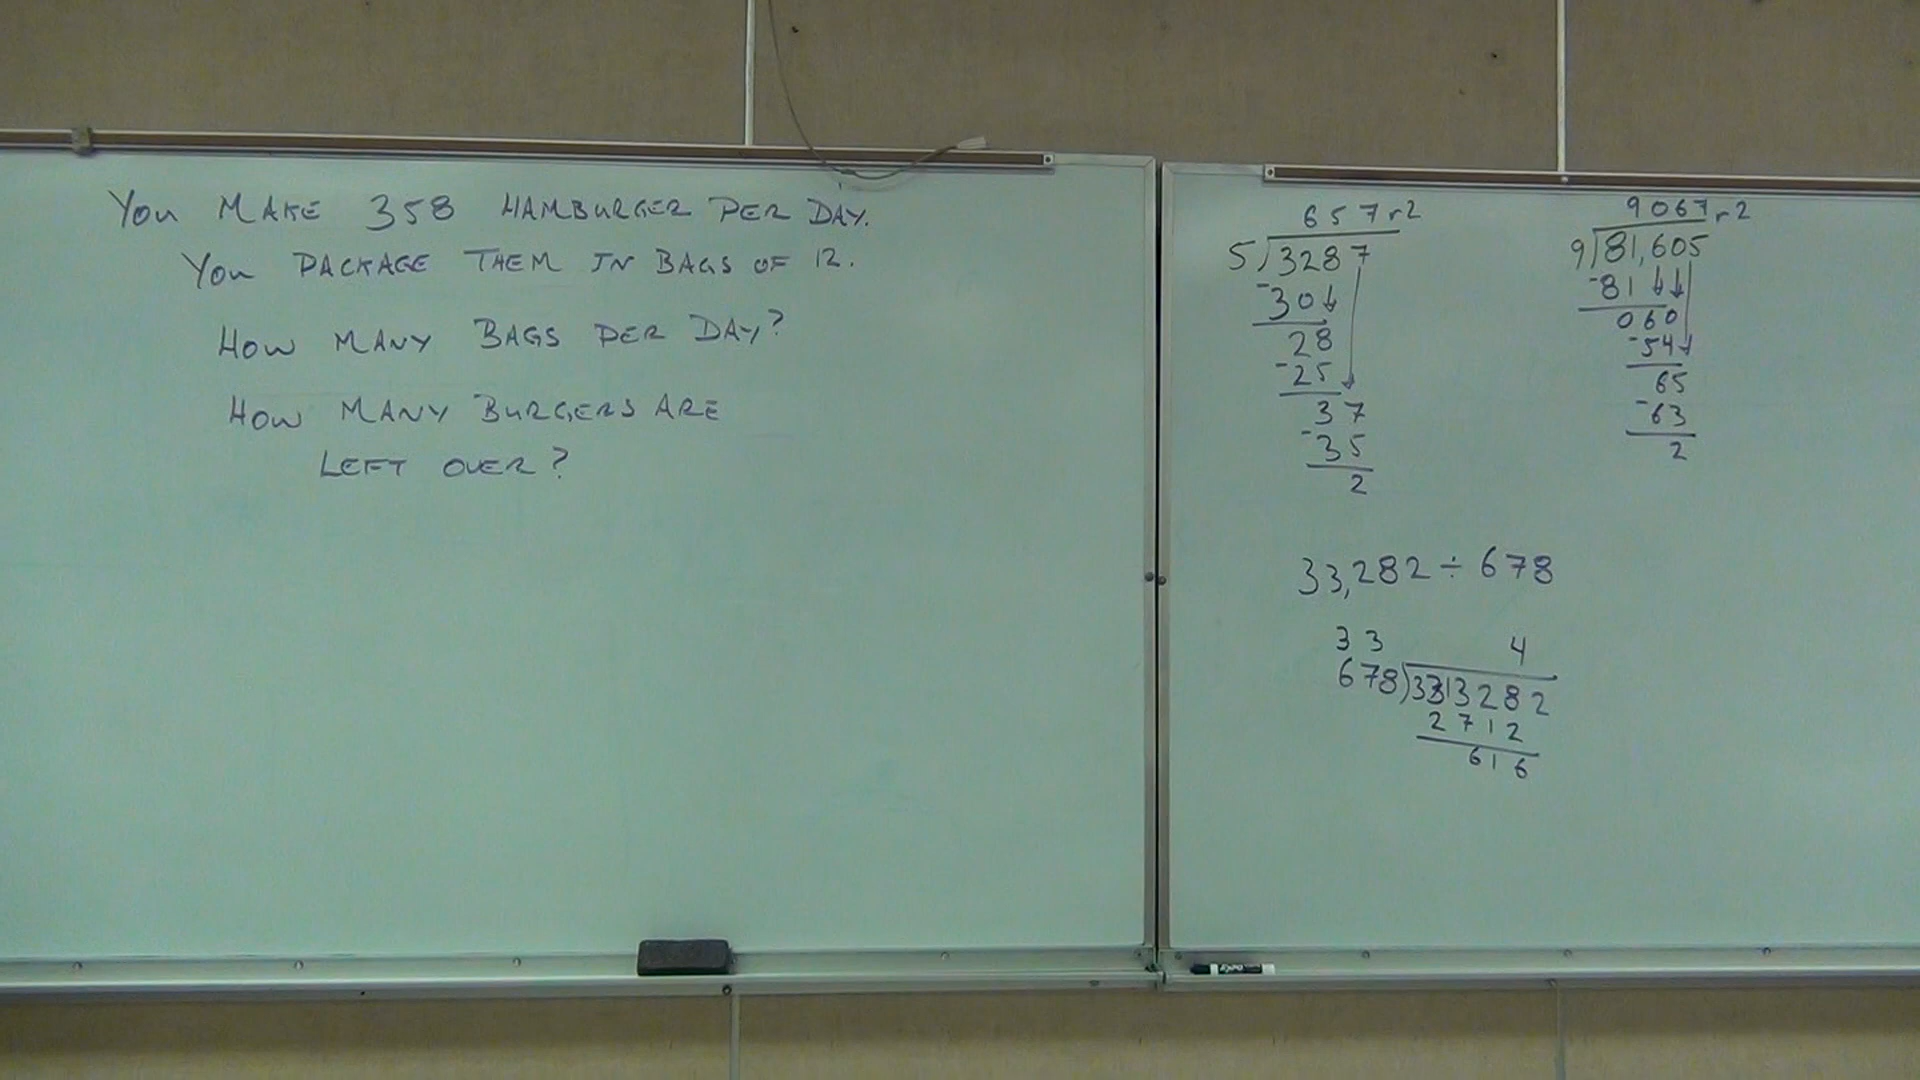 YOU MAKE 358 HAMBURGER PER DAY.
YOU PACKAGE THEM IN BAGS OF 12.
HOW MANY BAGS PER DAY?
HOW MANY BURGERS ARE
LEFT OVER?
657 r2
5)3287
-30
28
-25
37
-35
2
9067 r2
9)81,605
-81
060
-54
65
-63
2
33,282 ÷ 678
3 3 4
678)33282
2712
616